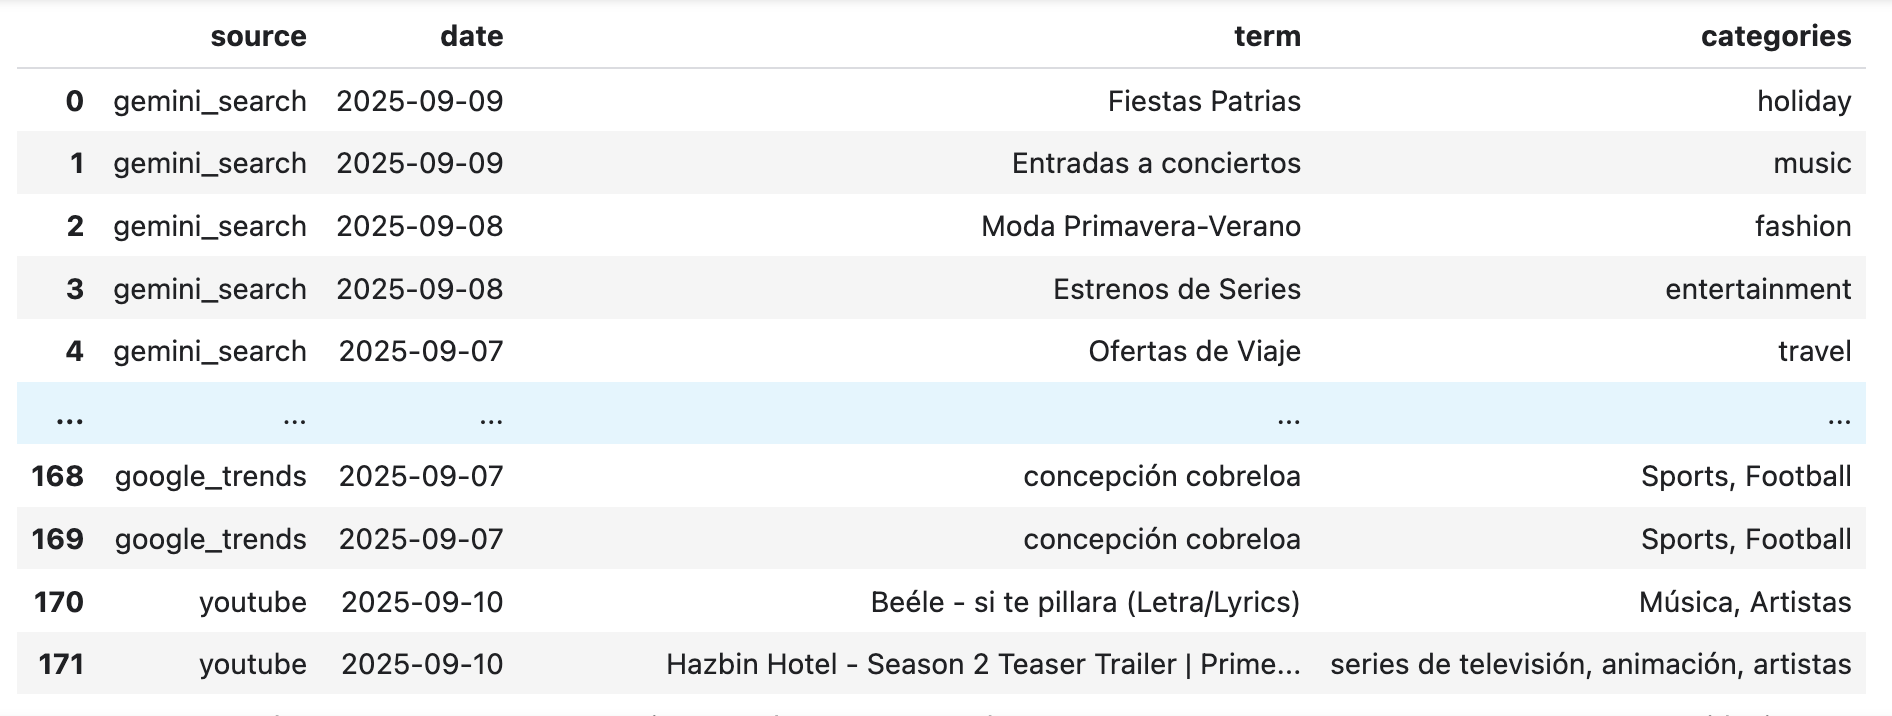 source date term categories
0 gemini_search 2025-09-09 Fiestas Patrias holiday
1 gemini_search 2025-09-09 Entradas a conciertos music
2 gemini_search 2025-09-08 Moda Primavera-Verano fashion
3 gemini_search 2025-09-08 Estrenos de Series entertainment
4 gemini_search 2025-09-07 Ofertas de Viaje travel
... ... ... ... ...
168 google_trends 2025-09-07 concepción cobreloa Sports, Football
169 google_trends 2025-09-07 concepción cobreloa Sports, Football
170 youtube 2025-09-10 Beéle - si te pillara (Letra/Lyrics) Música, Artistas
171 youtube 2025-09-10 Hazbin Hotel - Season 2 Teaser Trailer | Prime... series de televisión, animación, artistas